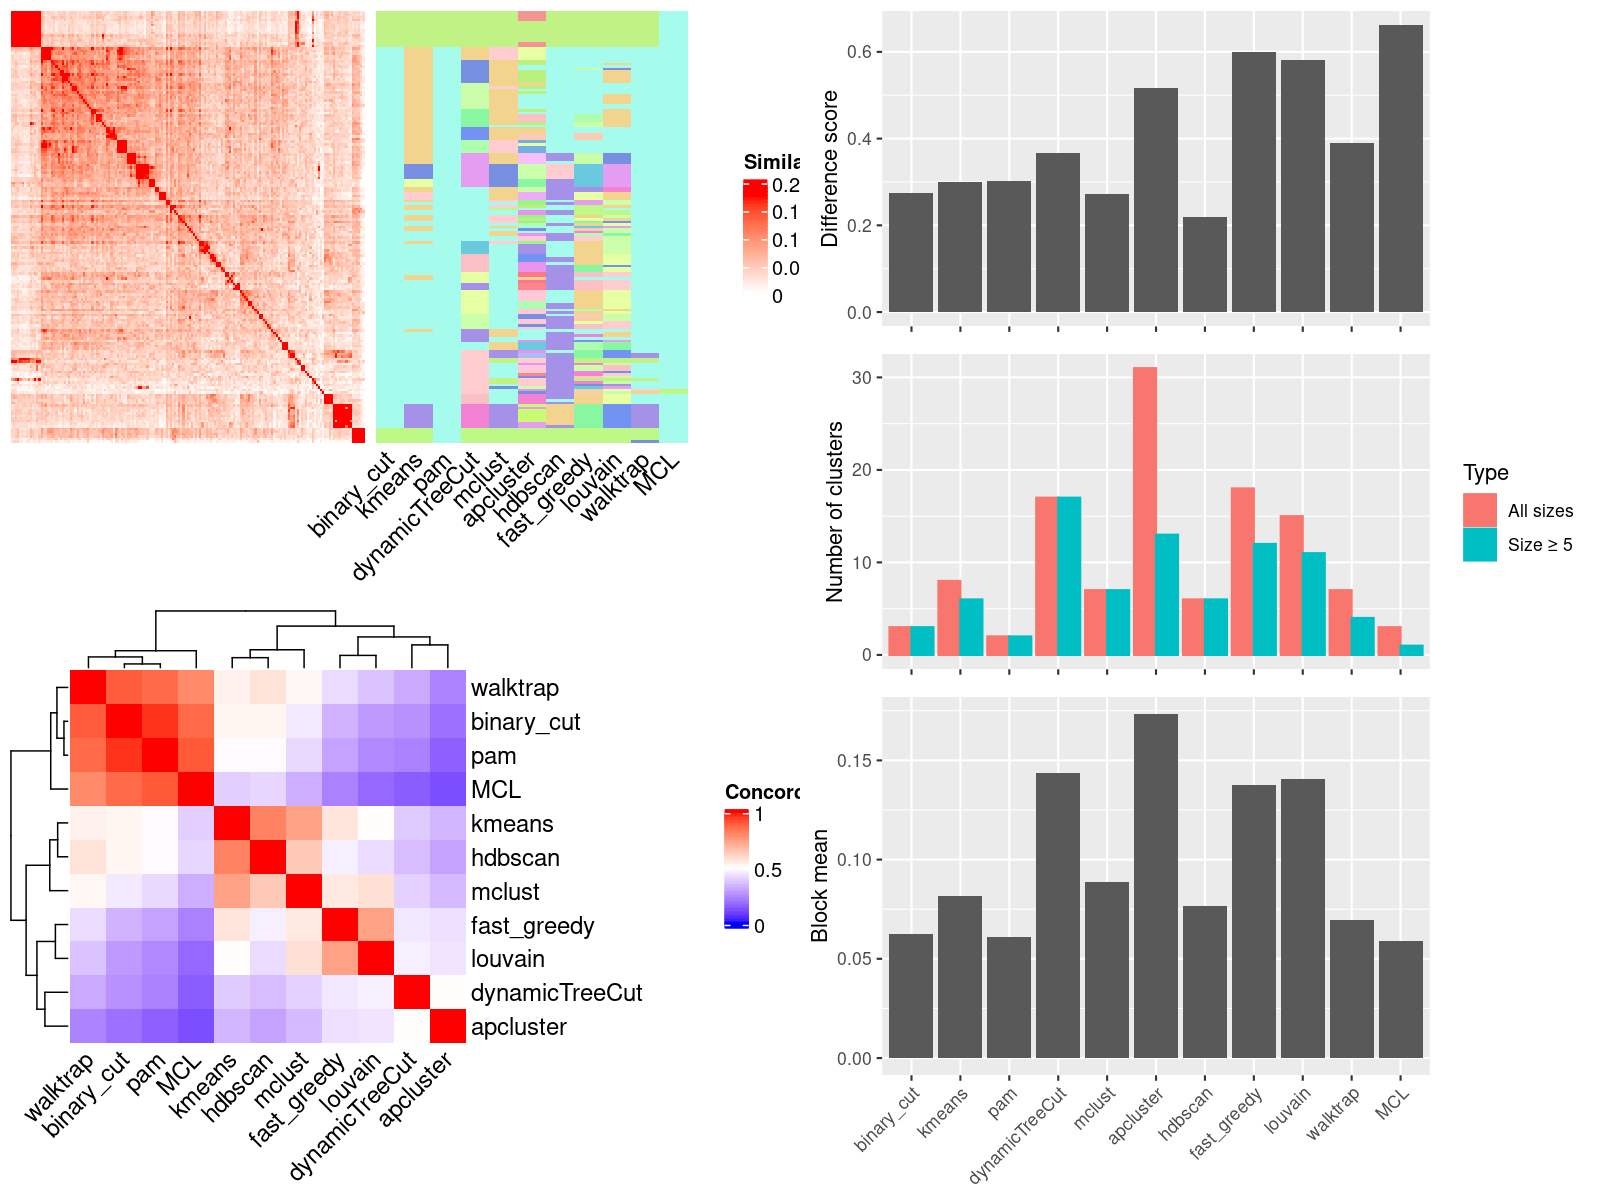 Simila
0.2
0.1
0.1
0.0
0
binary_cut
kmeans
pam
dynamicTreeCut
mclust
apcluster
hdbscan
fast_greedy
louvain
walktrap
MCL
walktrap
binary_cut
pam
MCL
kmeans
hdbscan
mclust
fast_greedy
louvain
dynamicTreeCut
apcluster
walktrap
binary_cut
pam
MCL
kmeans
hdbscan
mclust
fast_greedy
louvain
dynamicTreeCut
apcluster
Concord
1
0.5
0
Difference score
0.6
0.4
0.2
0.0
Number of clusters
30
20
10
0
Type
All sizes
Size ≥ 5
Block mean
0.15
0.10
0.05
0.00
binary_cut
kmeans
pam
dynamicTreeCut
mclust
apcluster
hdbscan
fast_greedy
louvain
walktrap
MCL